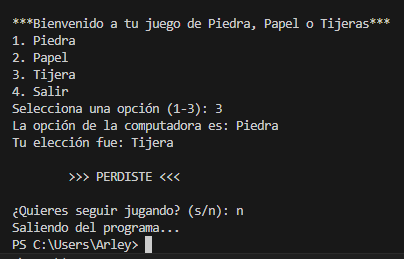 ***Bienvenido a tu juego de Piedra, Papel o Tijeras***
1. Piedra
2. Papel
3. Tijera
4. Salir
Selecciona una opción (1-3): 3
La opción de la computadora es: Piedra
Tu elección fue: Tijera
>>> PERDISTE <<<
¿Quieres seguir jugando? (s/n): n
Saliendo del programa...
PS C:\Users\Arley>